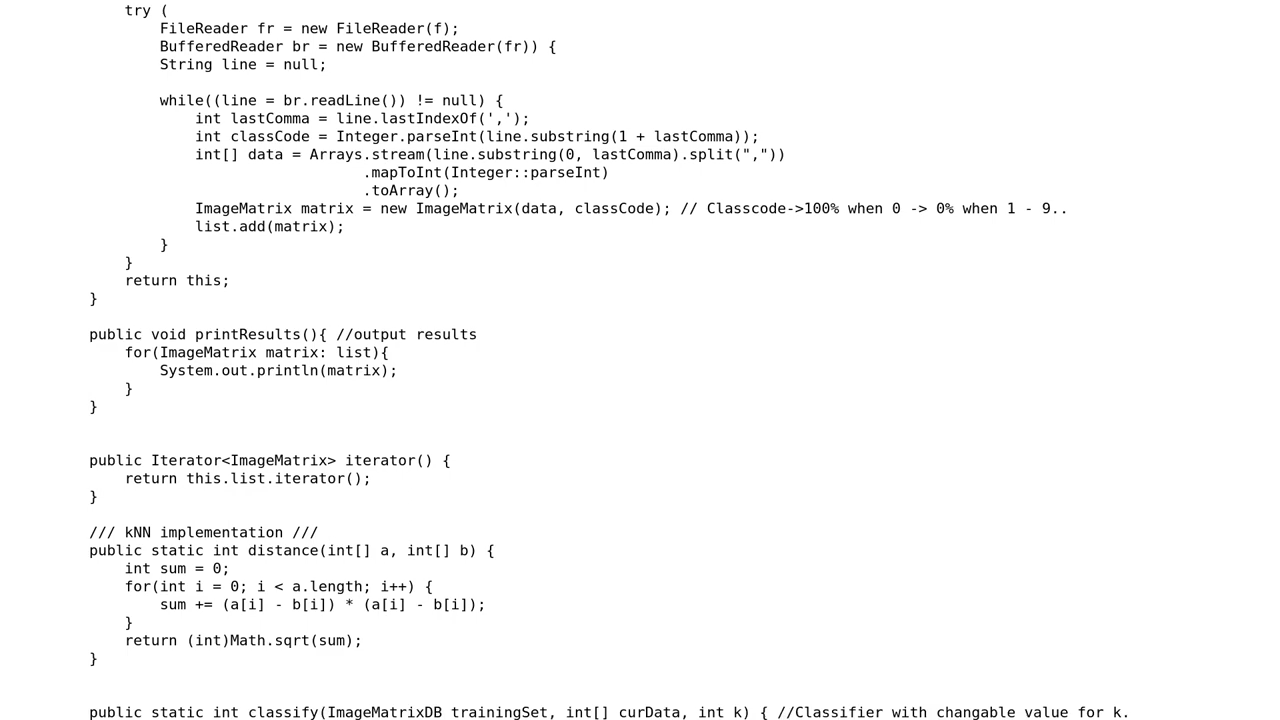 try (
        FileReader fr = new FileReader(f);
        BufferedReader br = new BufferedReader(fr)) {
        String line = null;

        while((line = br.readLine()) != null) {
            int lastComma = line.lastIndexOf(',');
            int classCode = Integer.parseInt(line.substring(1 + lastComma));
            int[] data = Arrays.stream(line.substring(0, lastComma).split(","))
                               .mapToInt(Integer::parseInt)
                               .toArray();
            ImageMatrix matrix = new ImageMatrix(data, classCode); // Classcode->100% when 0 -> 0% when 1 - 9..
            list.add(matrix);
        }
    }
    return this;
}

public void printResults(){ //output results
    for(ImageMatrix matrix: list){
        System.out.println(matrix);
    }
}


public Iterator<ImageMatrix> iterator() {
    return this.list.iterator();
}

/// kNN implementation ///
public static int distance(int[] a, int[] b) {
    int sum = 0;
    for(int i = 0; i < a.length; i++) {
        sum += (a[i] - b[i]) * (a[i] - b[i]);
    }
    return (int)Math.sqrt(sum);
}


public static int classify(ImageMatrixDB trainingSet, int[] curData, int k) { //Classifier with changable value for k.